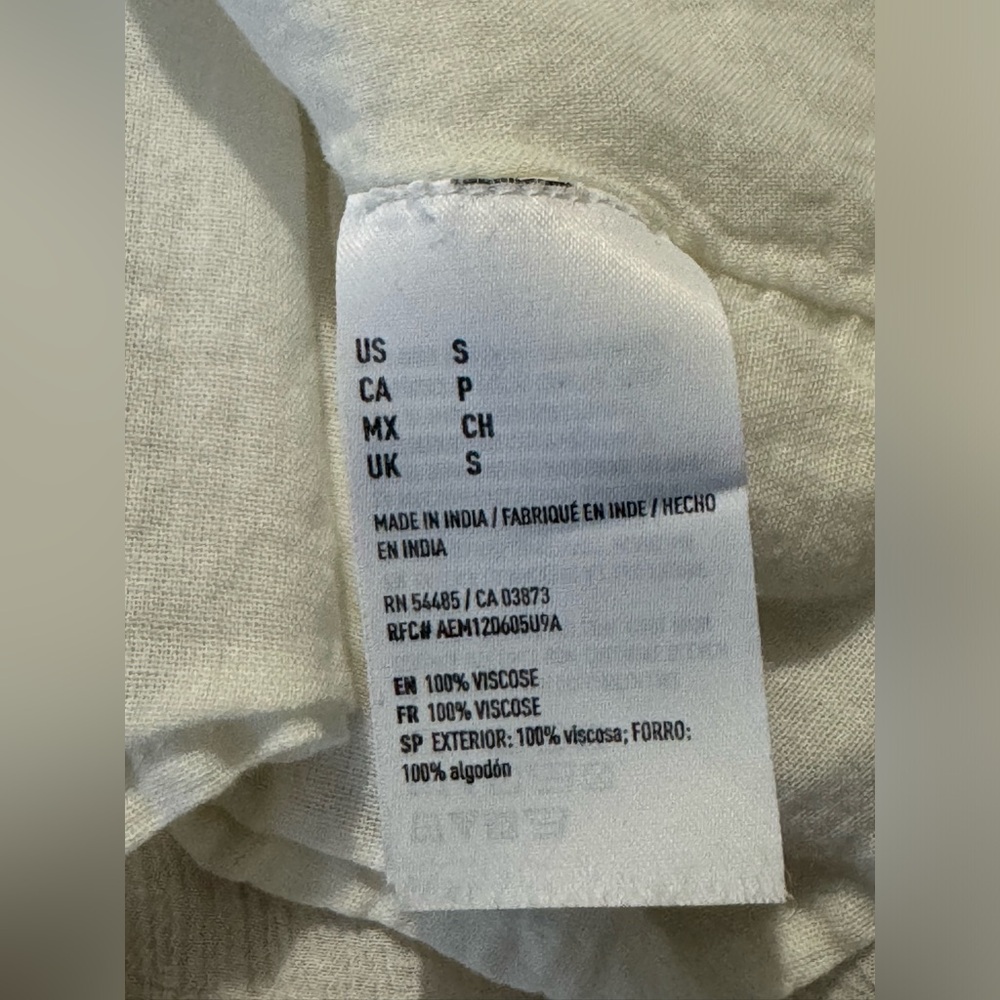 US S
CA P
MX CH
UK S
MADE IN INDIA / FABRIQUÉ EN INDE / HECHO
EN INDIA
RN 54485 / CA 03873
RFC# AEM120605U9A
EN 100% VISCOSE
FR 100% VISCOSE
SP EXTERIOR: 100% viscosa; FORRO:
100% algodón